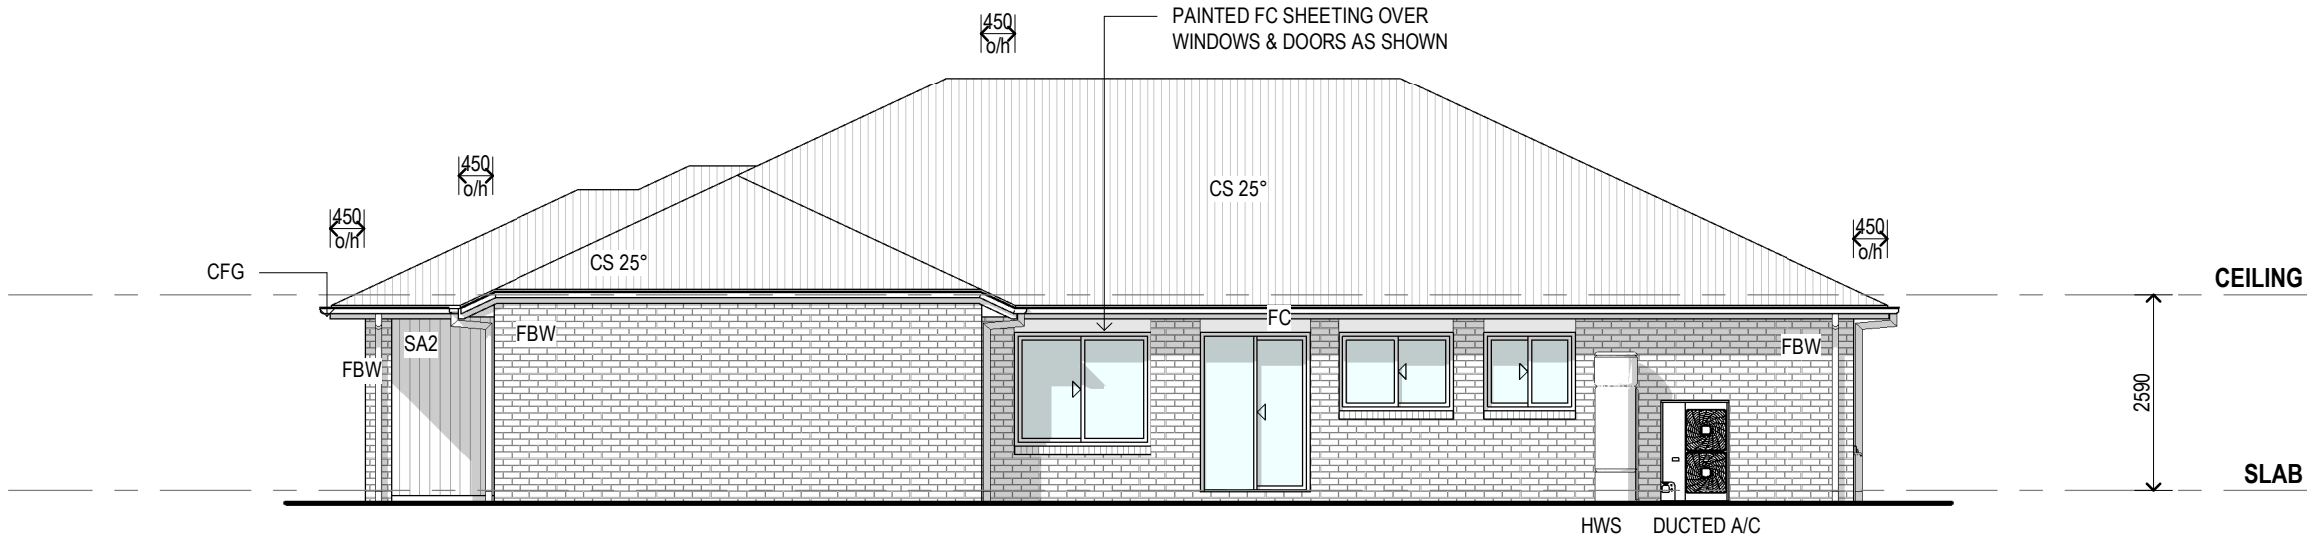 450
o/h
PAINTED FC SHEETING OVER
WINDOWS & DOORS AS SHOWN
450
o/h
450
o/h
CS 25°
450
o/h
CFG
CS 25°
CEILING
FC
SA2
FBW
FBW
FBW
2590
SLAB
HWS
DUCTED A/C